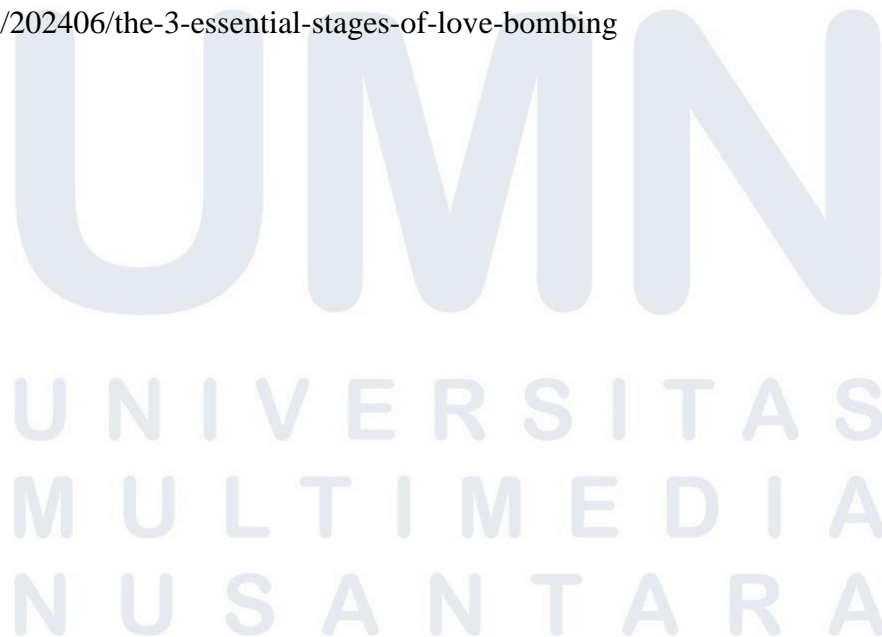 /202406/the-3-essential-stages-of-love-bombing
UMN
UNIVERSITAS
MULTIMEDIA
NUSANTARA